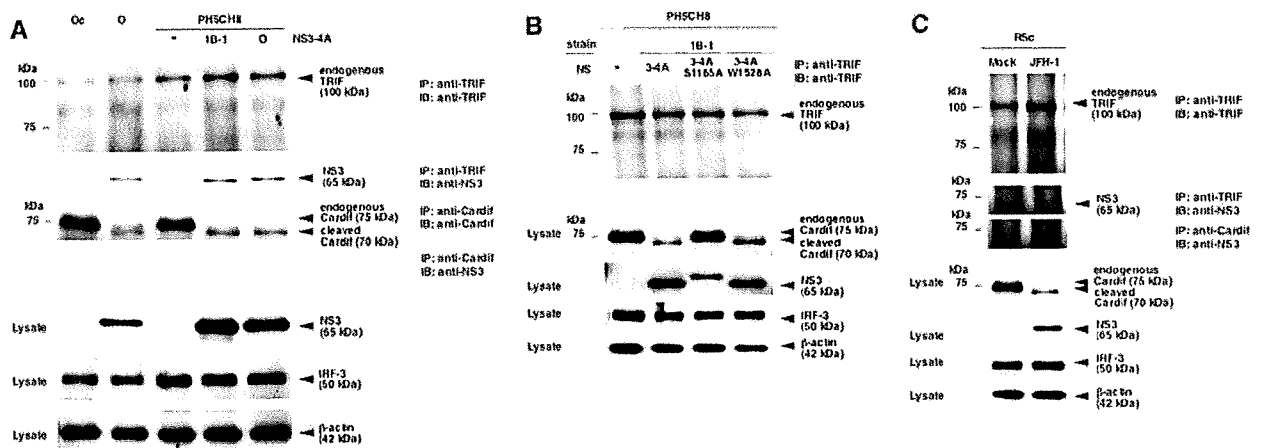 A
Oc O PH5CH8
* 1B-1 O NS3-4A
kDa
100
75
endogenous
TRIF
(100 kDa)
IP: anti-TRIF
IB: anti-TRIF
NS3
(65 kDa)
IP: anti-TRIF
IB: anti-NS3
kDa
75
endogenous
Cardif (75 kDa)
cleaved
Cardif (70 kDa)
IP: anti-Cardif
IB: anti-Cardif
IP: anti-Cardif
IB: anti-NS3
Lysate
NS3
(65 kDa)
Lysate
IRF-3
(50 kDa)
Lysate
β-actin
(42 kDa)
B
PH5CH8
strain 1B-1
NS * 3-4A 3-4A S1165A 3-4A W1528A
IP: anti-TRIF
IB: anti-TRIF
kDa
100
75
endogenous
TRIF
(100 kDa)
kDa
Lysate 75
endogenous
Cardif (75 kDa)
cleaved
Cardif (70 kDa)
Lysate
NS3
(65 kDa)
Lysate
IRF-3
(50 kDa)
Lysate
β-actin
(42 kDa)
C
R5c
Mock JFH-1
kDa
100
75
endogenous
TRIF
(100 kDa)
IP: anti-TRIF
IB: anti-TRIF
kDa
75
NS3
(65 kDa)
IP: anti-TRIF
IB: anti-NS3
kDa
75
IP: anti-Cardif
IB: anti-NS3
kDa
Lysate 75
endogenous
Cardif (75 kDa)
cleaved
Cardif (70 kDa)
Lysate
NS3
(65 kDa)
Lysate
IRF-3
(50 kDa)
Lysate
β-actin
(42 kDa)